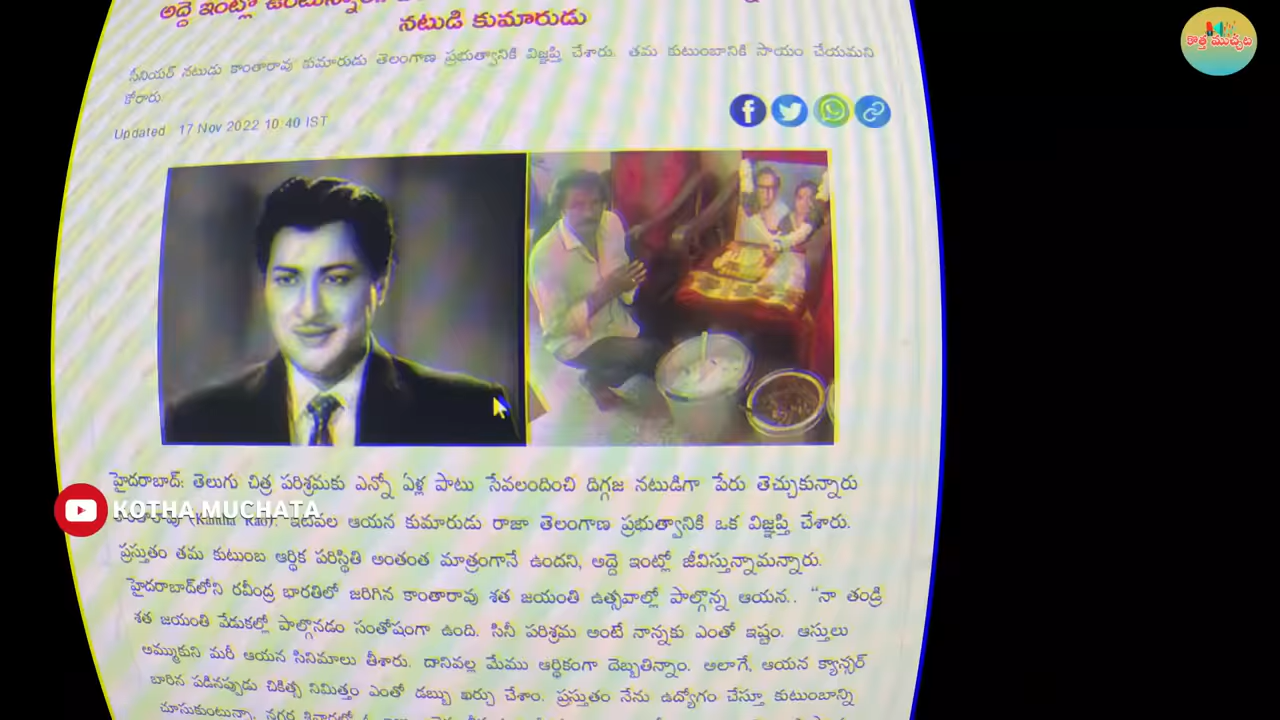 అద్దె ఇంట్లో ఉంటున్నాం..
నటుడి కుమారుడు
సీనియర్ నటుడు కాంతారావు కుమారుడు తెలంగాణ ప్రభుత్వానికి విజ్ఞప్తి చేశారు. తమ కుటుంబానికి సాయం చేయమని
కోరారు
Updated 17 Nov 2022 10:40 IST
కొత్త ముచ్చట
హైదరాబాద్: తెలుగు చిత్ర పరిశ్రమకు ఎన్నో ఏళ్ల పాటు సేవలందించి దిగ్గజ నటుడిగా పేరు తెచ్చుకున్నారు
KOTHA MUCHATA
(Kantha Rao). ఇటీవల ఆయన కుమారుడు రాజా తెలంగాణ ప్రభుత్వానికి ఒక విజ్ఞప్తి చేశారు.
ప్రస్తుతం తమ కుటుంబ ఆర్థిక పరిస్థితి అంతంత మాత్రంగానే ఉందని, అద్దె ఇంట్లో జీవిస్తున్నామన్నారు.
హైదరాబాద్‌లోని రవీంద్ర భారతిలో జరిగిన కాంతారావు శత జయంతి ఉత్సవాల్లో పాల్గొన్న ఆయన.. "నా తండ్రి
శత జయంతి వేడుకల్లో పాల్గొనడం సంతోషంగా ఉంది. సినీ పరిశ్రమ అంటే నాన్నకు ఎంతో ఇష్టం. ఆస్తులు
అమ్ముకుని మరీ ఆయన సినిమాలు తీశారు. దానివల్ల మేము ఆర్థికంగా దెబ్బతిన్నాం. అలాగే, ఆయన క్యాన్సర్
బారిన పడినప్పుడు చికిత్స నిమిత్తం ఎంతో డబ్బు ఖర్చు చేశాం. ప్రస్తుతం నేను ఉద్యోగం చేస్తూ కుటుంబాన్ని
చూసుకుంటున్నా.